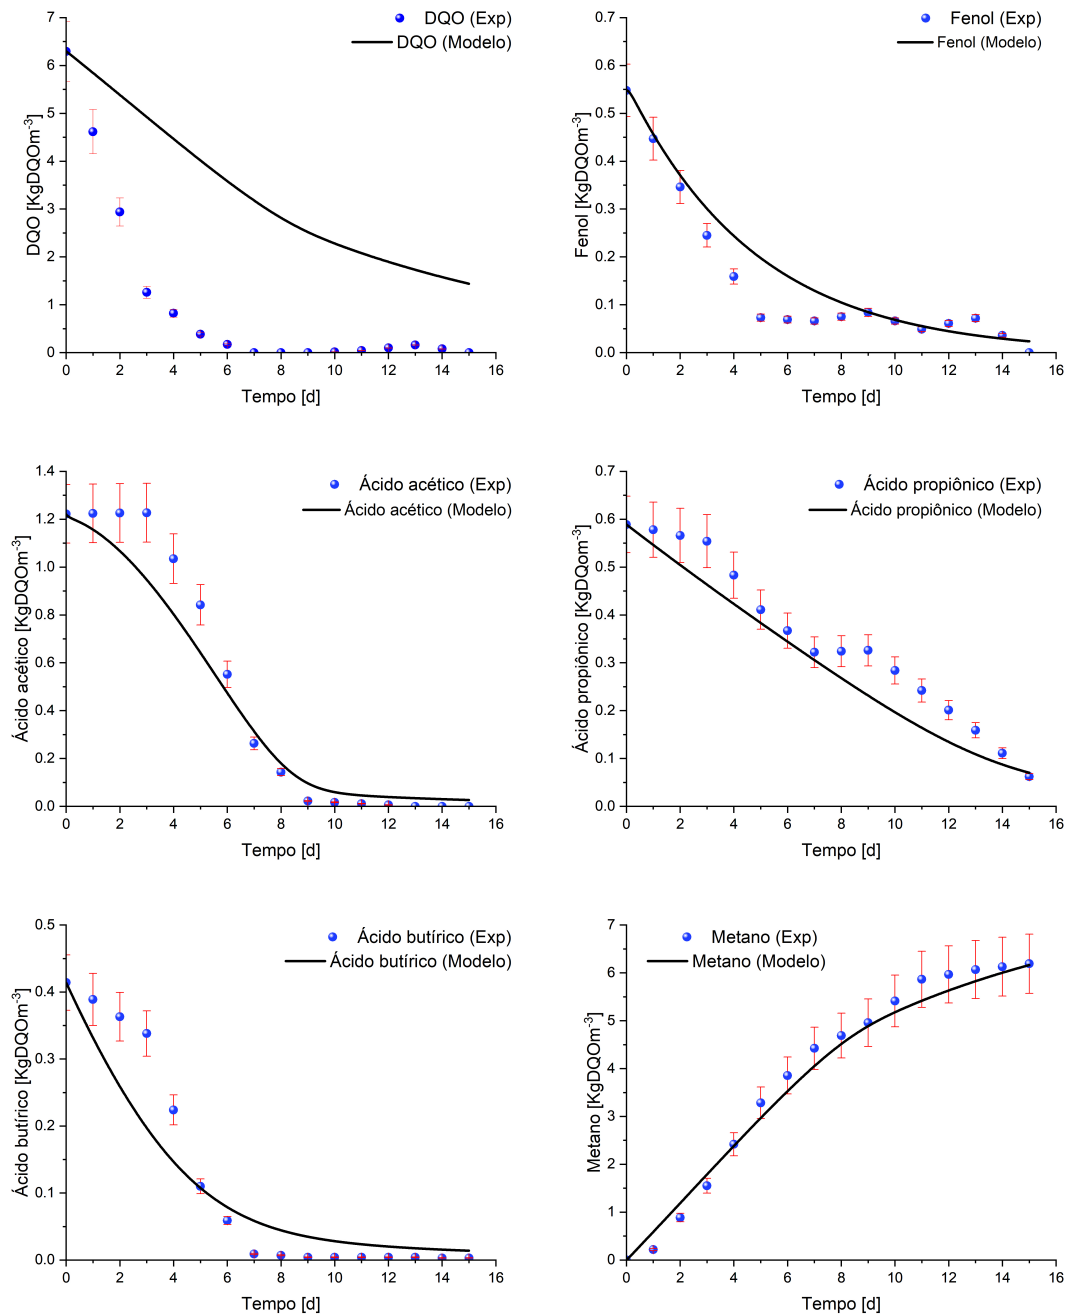 DQO (Exp)
DQO (Modelo)
7
6
5
4
3
2
1
0
DQO [KgDQOm-3]
0 2 4 6 8 10 12 14 16
Tempo [d]
Fenol (Exp)
Fenol (Modelo)
0.7
0.6
0.5
0.4
0.3
0.2
0.1
0.0
Fenol [KgDQOm-3]
0 2 4 6 8 10 12 14 16
Tempo [d]
Ácido acético (Exp)
Ácido acético (Modelo)
1.4
1.2
1.0
0.8
0.6
0.4
0.2
0.0
Ácido acético [KgDQOm-3]
0 2 4 6 8 10 12 14 16
Tempo [d]
Ácido propiônico (Exp)
Ácido propiônico (Modelo)
0.7
0.6
0.5
0.4
0.3
0.2
0.1
0.0
Ácido propiônico [KgDQom-3]
0 2 4 6 8 10 12 14 16
Tempo [d]
Ácido butírico (Exp)
Ácido butírico (Modelo)
0.5
0.4
0.3
0.2
0.1
0.0
Ácido butírico [KgDQOm-3]
0 2 4 6 8 10 12 14 16
Tempo [d]
Metano (Exp)
Metano (Modelo)
7
6
5
4
3
2
1
0
Metano [KgDQOm-3]
0 2 4 6 8 10 12 14 16
Tempo [d]